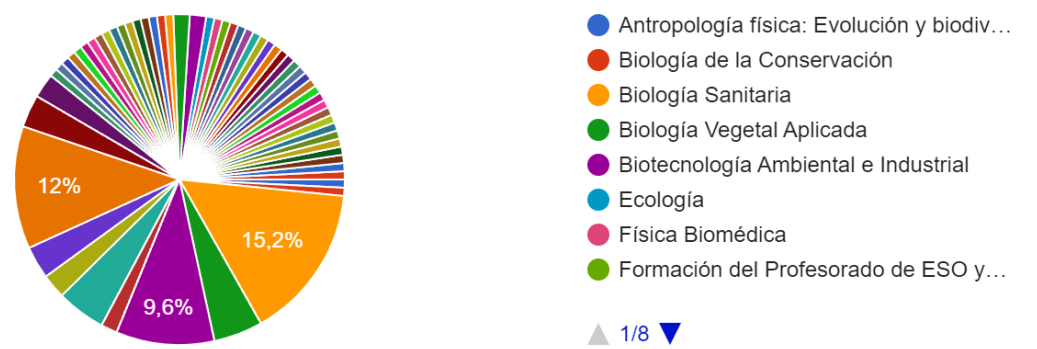 12%
15,2%
9,6%
Antropología física: Evolución y biodiv…
Biología de la Conservación
Biología Sanitaria
Biología Vegetal Aplicada
Biotecnología Ambiental e Industrial
Ecología
Física Biomédica
Formación del Profesorado de ESO y…
1/8